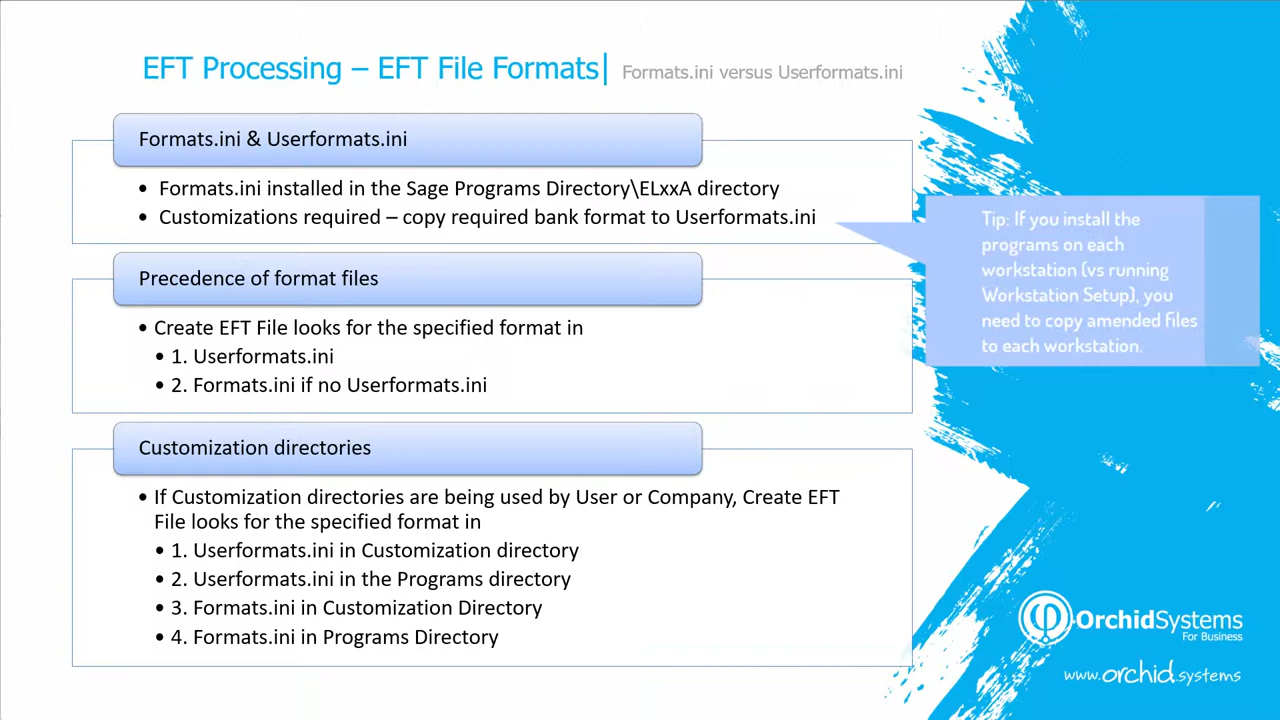 EFT Processing – EFT File Formats| Formats.ini versus Userformats.ini
Formats.ini & Userformats.ini
• Formats.ini installed in the Sage Programs Directory\ELxxA directory
• Customizations required – copy required bank format to Userformats.ini
Tip: If you install the
programs on each
workstation (vs running
Workstation Setup), you
need to copy amended files
to each workstation.
Precedence of format files
• Create EFT File looks for the specified format in
• 1. Userformats.ini
• 2. Formats.ini if no Userformats.ini
Customization directories
• If Customization directories are being used by User or Company, Create EFT
File looks for the specified format in
• 1. Userformats.ini in Customization directory
• 2. Userformats.ini in the Programs directory
• 3. Formats.ini in Customization Directory
• 4. Formats.ini in Programs Directory
OrchidSystems
For Business
www.orchid.systems